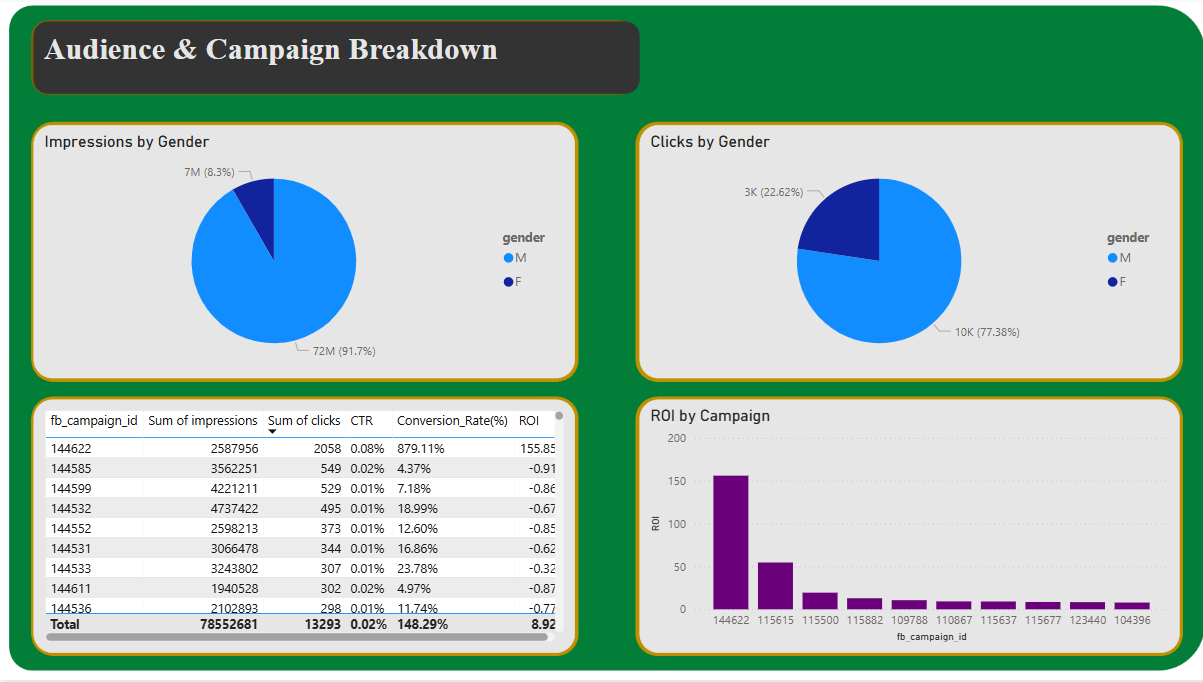 Audience & Campaign Breakdown
Impressions by Gender
7M (8.3%)
72M (91.7%)
gender
M
F
Clicks by Gender
3K (22.62%)
10K (77.38%)
gender
M
F
fb_campaign_id Sum of impressions Sum of clicks CTR Conversion_Rate(%) ROI
144622 2587956 2058 0.08% 879.11% 155.85
144585 3562251 549 0.02% 4.37% -0.91
144599 4221211 529 0.01% 7.18% -0.86
144532 4737422 495 0.01% 18.99% -0.67
144552 2598213 373 0.01% 12.60% -0.85
144531 3066478 344 0.01% 16.86% -0.62
144533 3243802 307 0.01% 23.78% -0.32
144611 1940528 302 0.02% 4.97% -0.87
144536 2102893 298 0.01% 11.74% -0.77
Total 78552681 13293 0.02% 148.29% 8.92
ROI by Campaign
200
150
100
50
0
ROI
144622 115615 115500 115882 109788 110867 115637 115677 123440 104396
fb_campaign_id